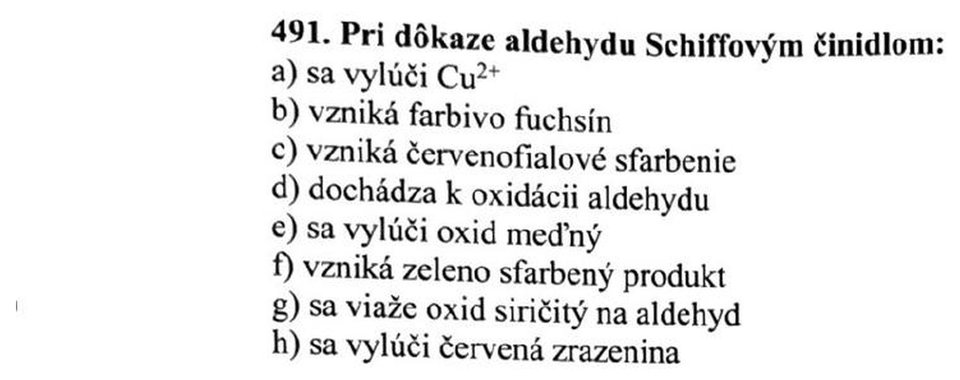 491. Pri dôkaze aldehydu Schiffovým činidlom:
a) sa vylúči Cu²⁺
b) vzniká farbivo fuchsín
c) vzniká červenofialové sfarbenie
d) dochádza k oxidácii aldehydu
e) sa vylúči oxid meďný
f) vzniká zeleno sfarbený produkt
g) sa viaže oxid siričitý na aldehyd
h) sa vylúči červená zrazenina